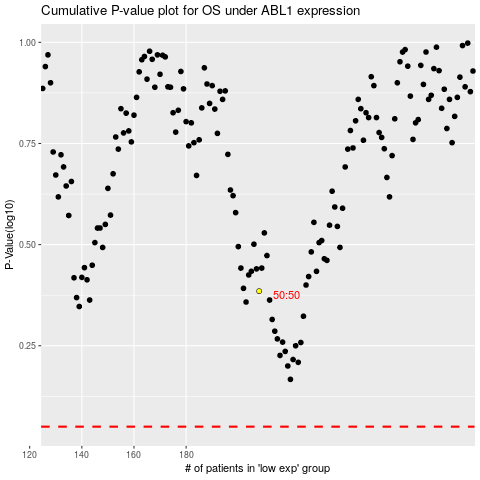 Cumulative P-value plot for OS under ABL1 expression
P-Value(log10)
1.00
0.75
0.50
0.25
50:50
120 140 160 180
# of patients in 'low exp' group